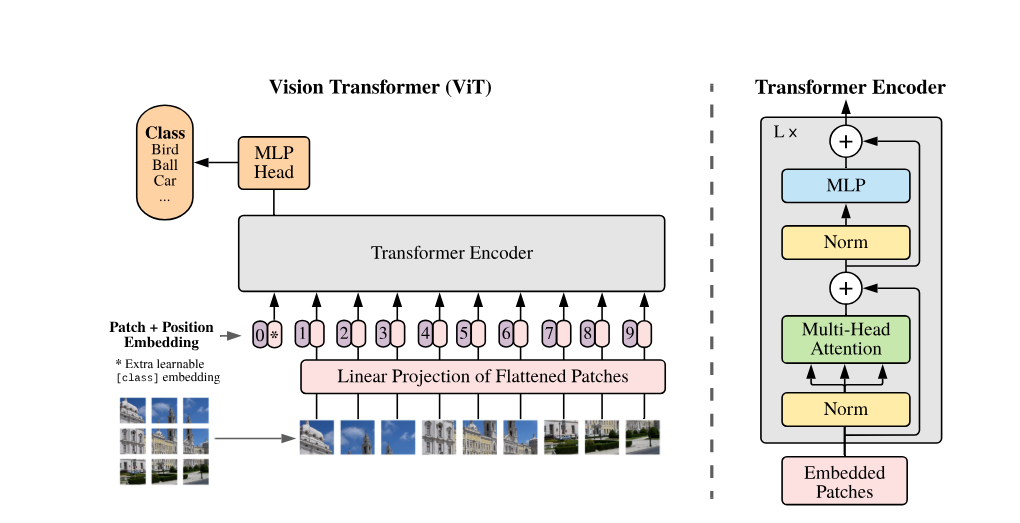 Vision Transformer (ViT)
Class
Bird
Ball
Car
...
MLP
Head
Transformer Encoder
Patch + Position
Embedding
* Extra learnable
[class] embedding
0 * 1 2 3 4 5 6 7 8 9
Linear Projection of Flattened Patches
Transformer Encoder
L ×
+
MLP
Norm
+
Multi-Head
Attention
Norm
Embedded
Patches